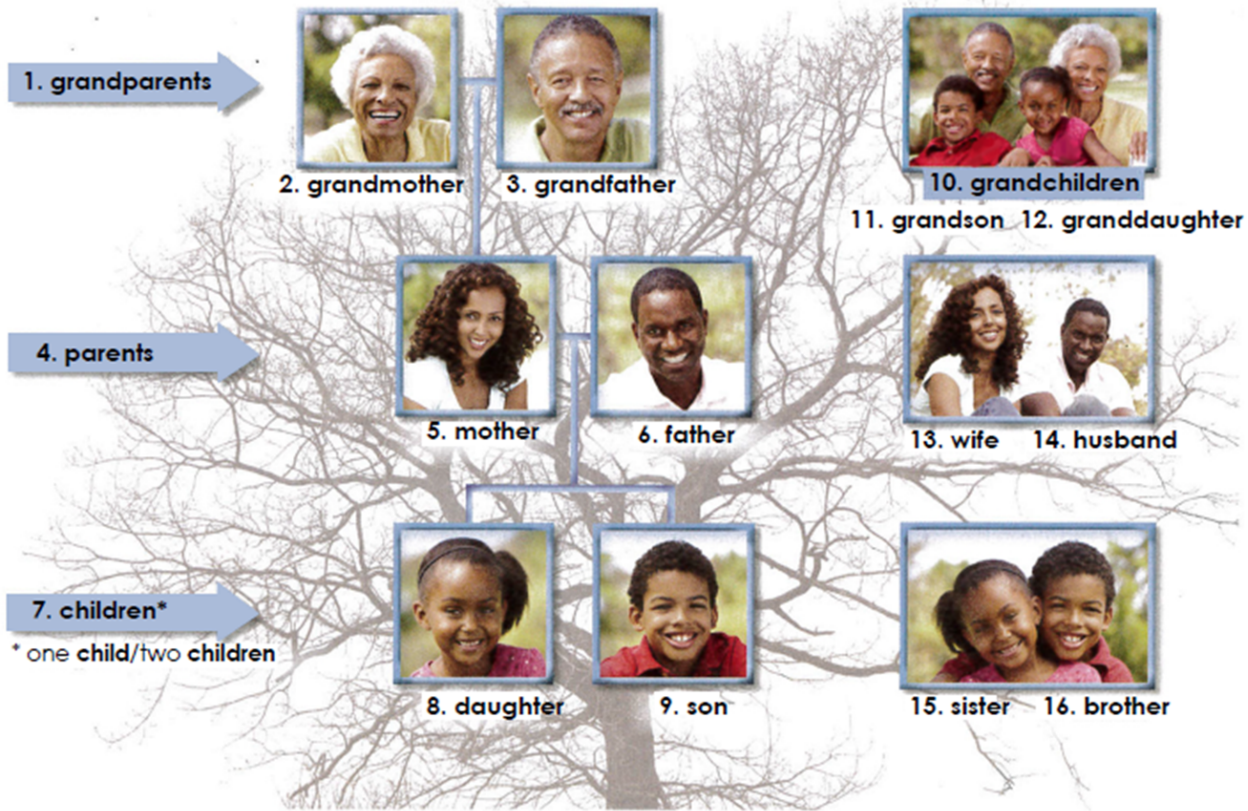 1. grandparents
2. grandmother
3. grandfather
10. grandchildren
11. grandson 12. granddaughter
4. parents
5. mother
6. father
13. wife 14. husband
7. children*
* one child/two children
8. daughter
9. son
15. sister 16. brother